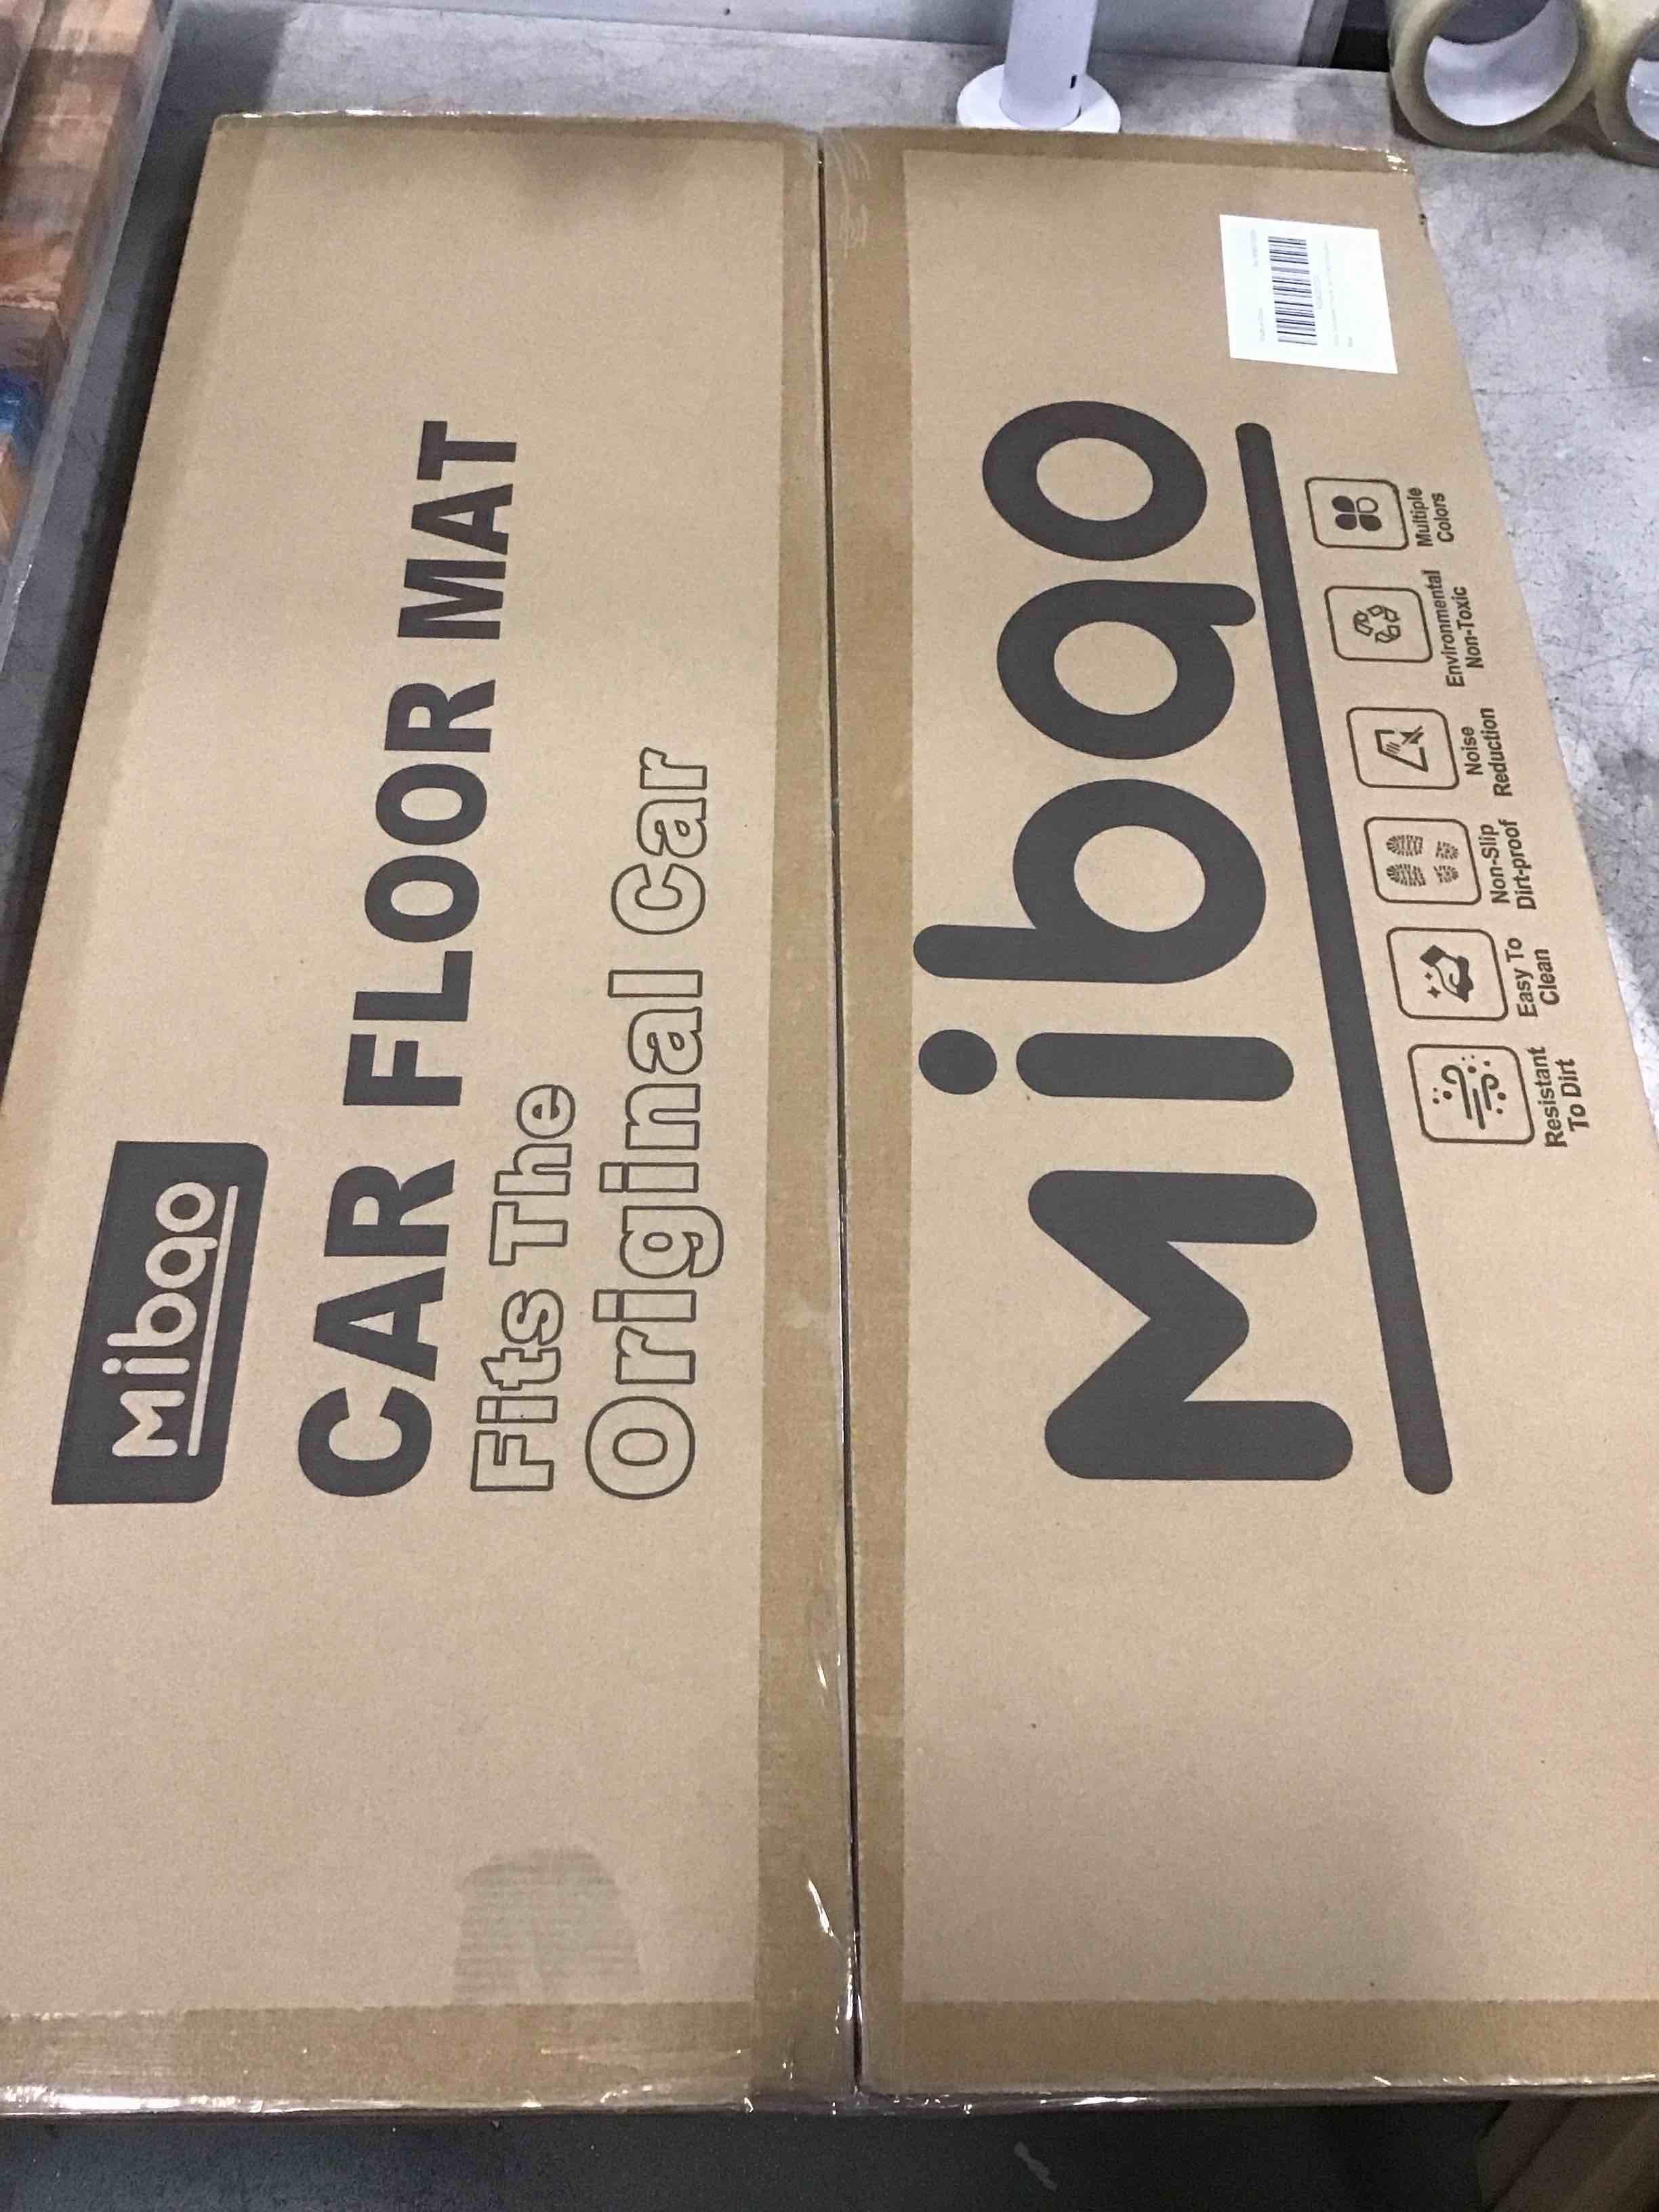 Mibao
CAR FLOOR MAT
Fits The
Original Car
Mibao
Resistant
To Dirt
Easy To
Clean
Non-Slip
Dirt-proof
Noise
Reduction
Environmental
Non-Toxic
Multiple
Colors